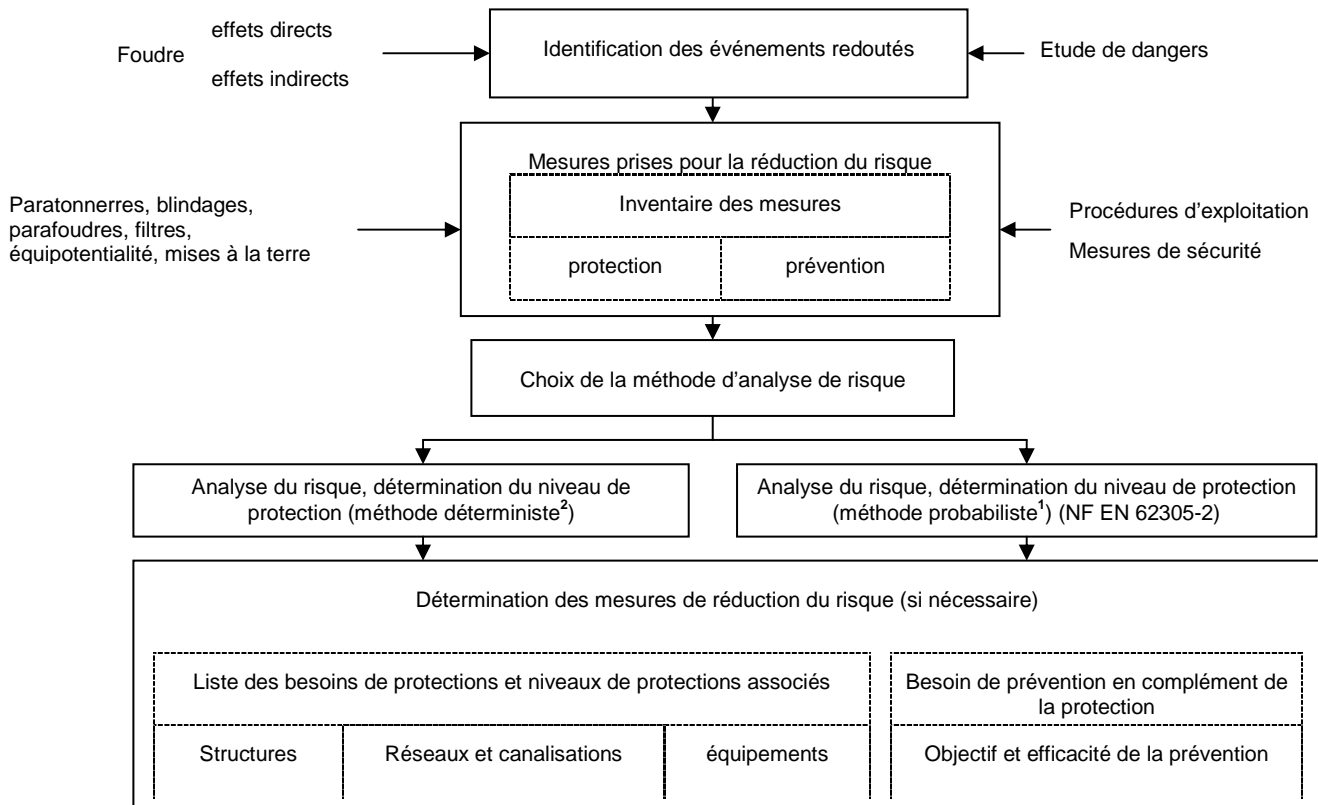 effets directs
Foudre
effets indirects
Identification des événements redoutés
Etude de dangers
Mesures prises pour la réduction du risque
Inventaire des mesures
protection
prévention
Paratonnerres, blindages,
parafoudres, filtres,
équipotentialité, mises à la terre
Procédures d’exploitation
Mesures de sécurité
Choix de la méthode d’analyse de risque
Analyse du risque, détermination du niveau de
protection (méthode déterministe²)
Analyse du risque, détermination du niveau de protection
(méthode probabiliste¹) (NF EN 62305-2)
Détermination des mesures de réduction du risque (si nécessaire)
Liste des besoins de protections et niveaux de protections associés
Structures
Réseaux et canalisations
équipements
Besoin de prévention en complément de
la protection
Objectif et efficacité de la prévention